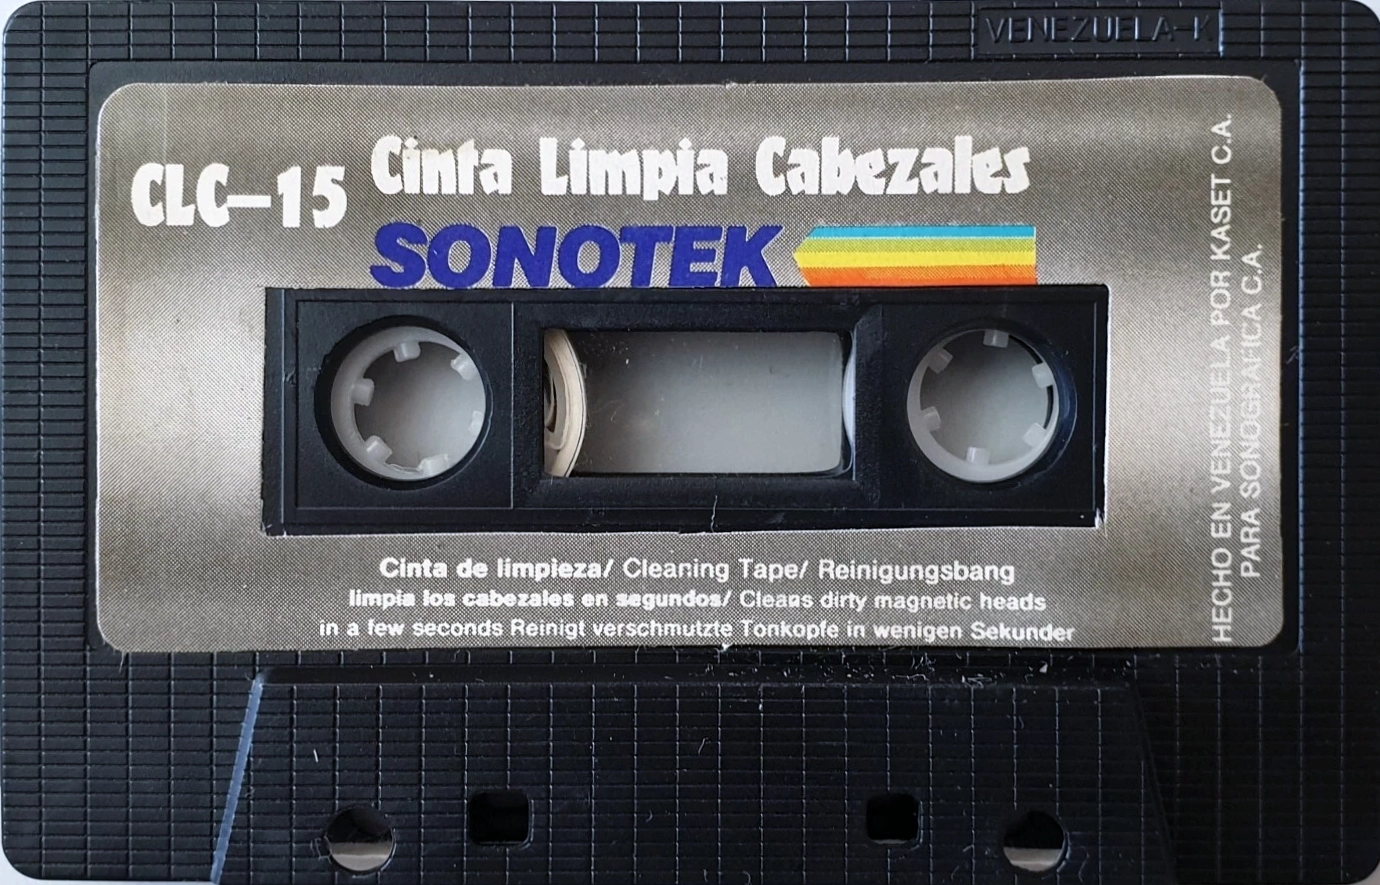 VENEZUELA-K
CLC-15
Cinta Limpia Cabezales
SONOTEK
Cinta de limpieza/ Cleaning Tape/ Reinigungsbang
limpia los cabezales en segundos/ Cleans dirty magnetic heads
in a few seconds Reinigt verschmutzte Tonkopfe in wenigen Sekunder
HECHO EN VENEZUELA POR KASET C.A.
PARA SONOGRAFICA C.A.